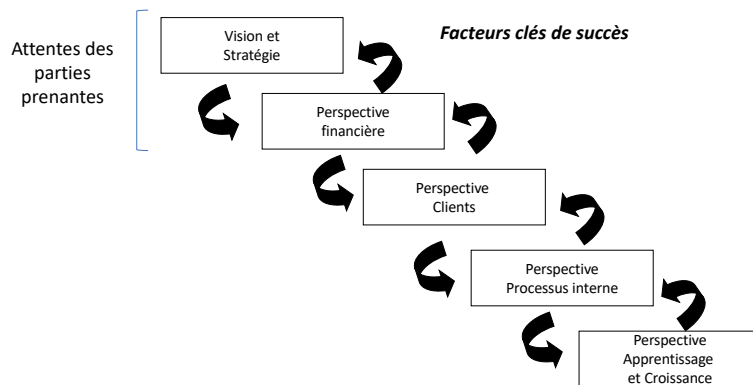 Facteurs clés de succès
Attentes des
parties
prenantes
Vision et
Stratégie
Perspective
financière
Perspective
Clients
Perspective
Processus interne
Perspective
Apprentissage
et Croissance